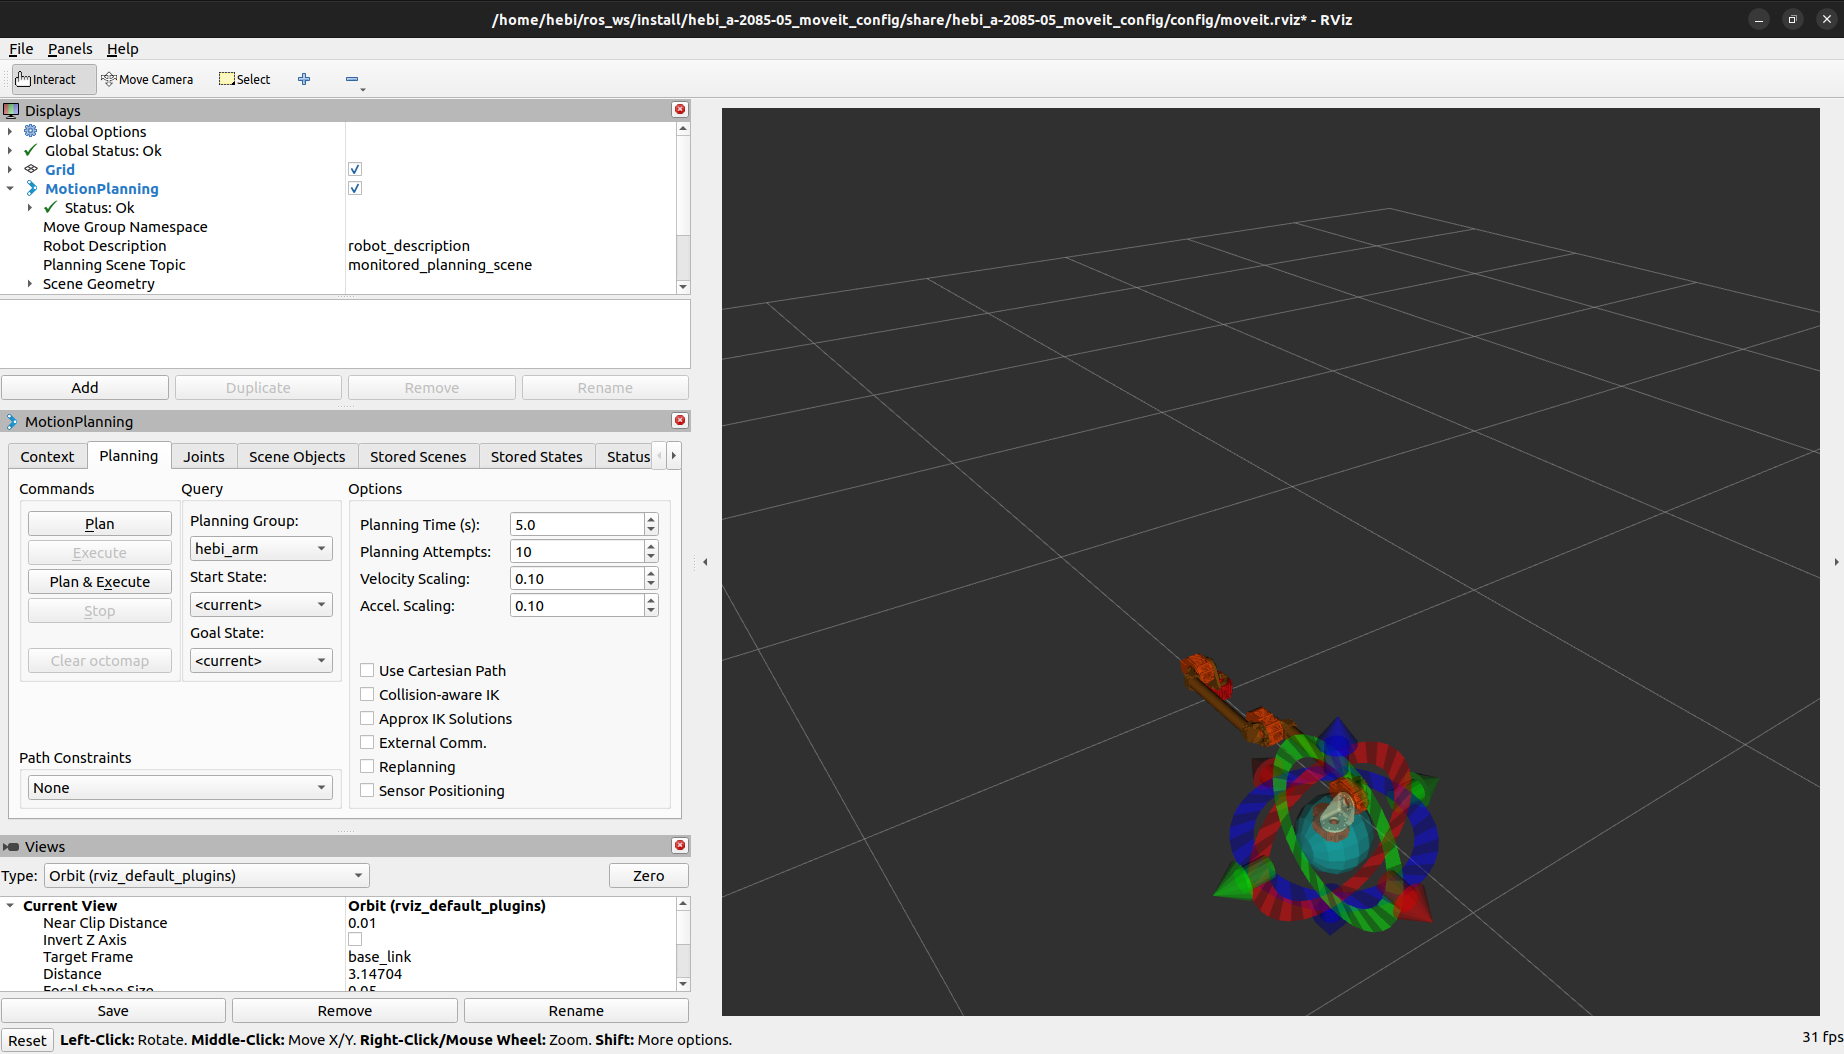 /home/hebi/ros_ws/install/hebi_a-2085-05_moveit_config/share/hebi_a-2085-05_moveit_config/config/moveit.rviz* - RViz
File Panels Help
Interact Move Camera Select
Displays
Global Options
Global Status: Ok
Grid
MotionPlanning
Status: Ok
Move Group Namespace
Robot Description robot_description
Planning Scene Topic monitored_planning_scene
Scene Geometry
Add Duplicate Remove Rename
MotionPlanning
Context Planning Joints Scene Objects Stored Scenes Stored States Status
Commands Query Options
Plan
Execute
Plan & Execute
Stop
Clear octomap
Planning Group:
hebi_arm
Start State:
<current>
Goal State:
<current>
Planning Time (s): 5.0
Planning Attempts: 10
Velocity Scaling: 0.10
Accel. Scaling: 0.10
Use Cartesian Path
Collision-aware IK
Approx IK Solutions
External Comm.
Replanning
Sensor Positioning
Path Constraints
None
Views
Type: Orbit (rviz_default_plugins) Zero
Current View Orbit (rviz_default_plugins)
Near Clip Distance 0.01
Invert Z Axis
Target Frame base_link
Distance 3.14704
Focal Shape Size 0.05
Save Remove Rename
Reset Left-Click: Rotate. Middle-Click: Move X/Y. Right-Click/Mouse Wheel: Zoom. Shift: More options. 31 fps